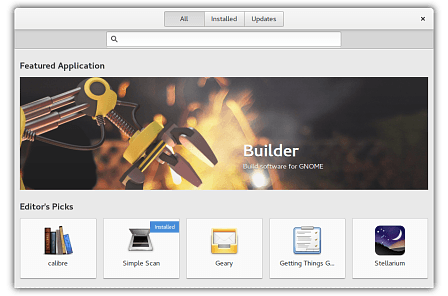 All Installed Updates
Featured Application
Builder
Build software for GNOME
Editor's Picks
Installed
calibre Simple Scan Geary Getting Things G... Stellarium